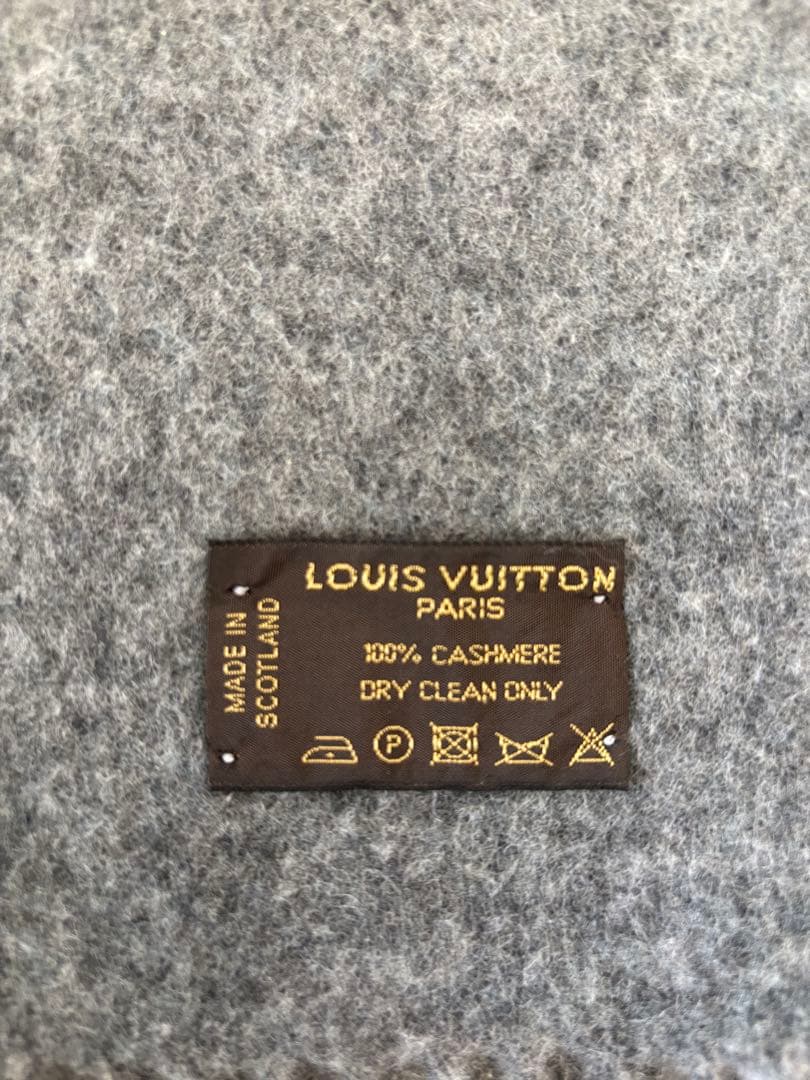 LOUIS VUITTON
PARIS
100% CASHMERE
DRY CLEAN ONLY
P
MADE IN
SCOTLAND